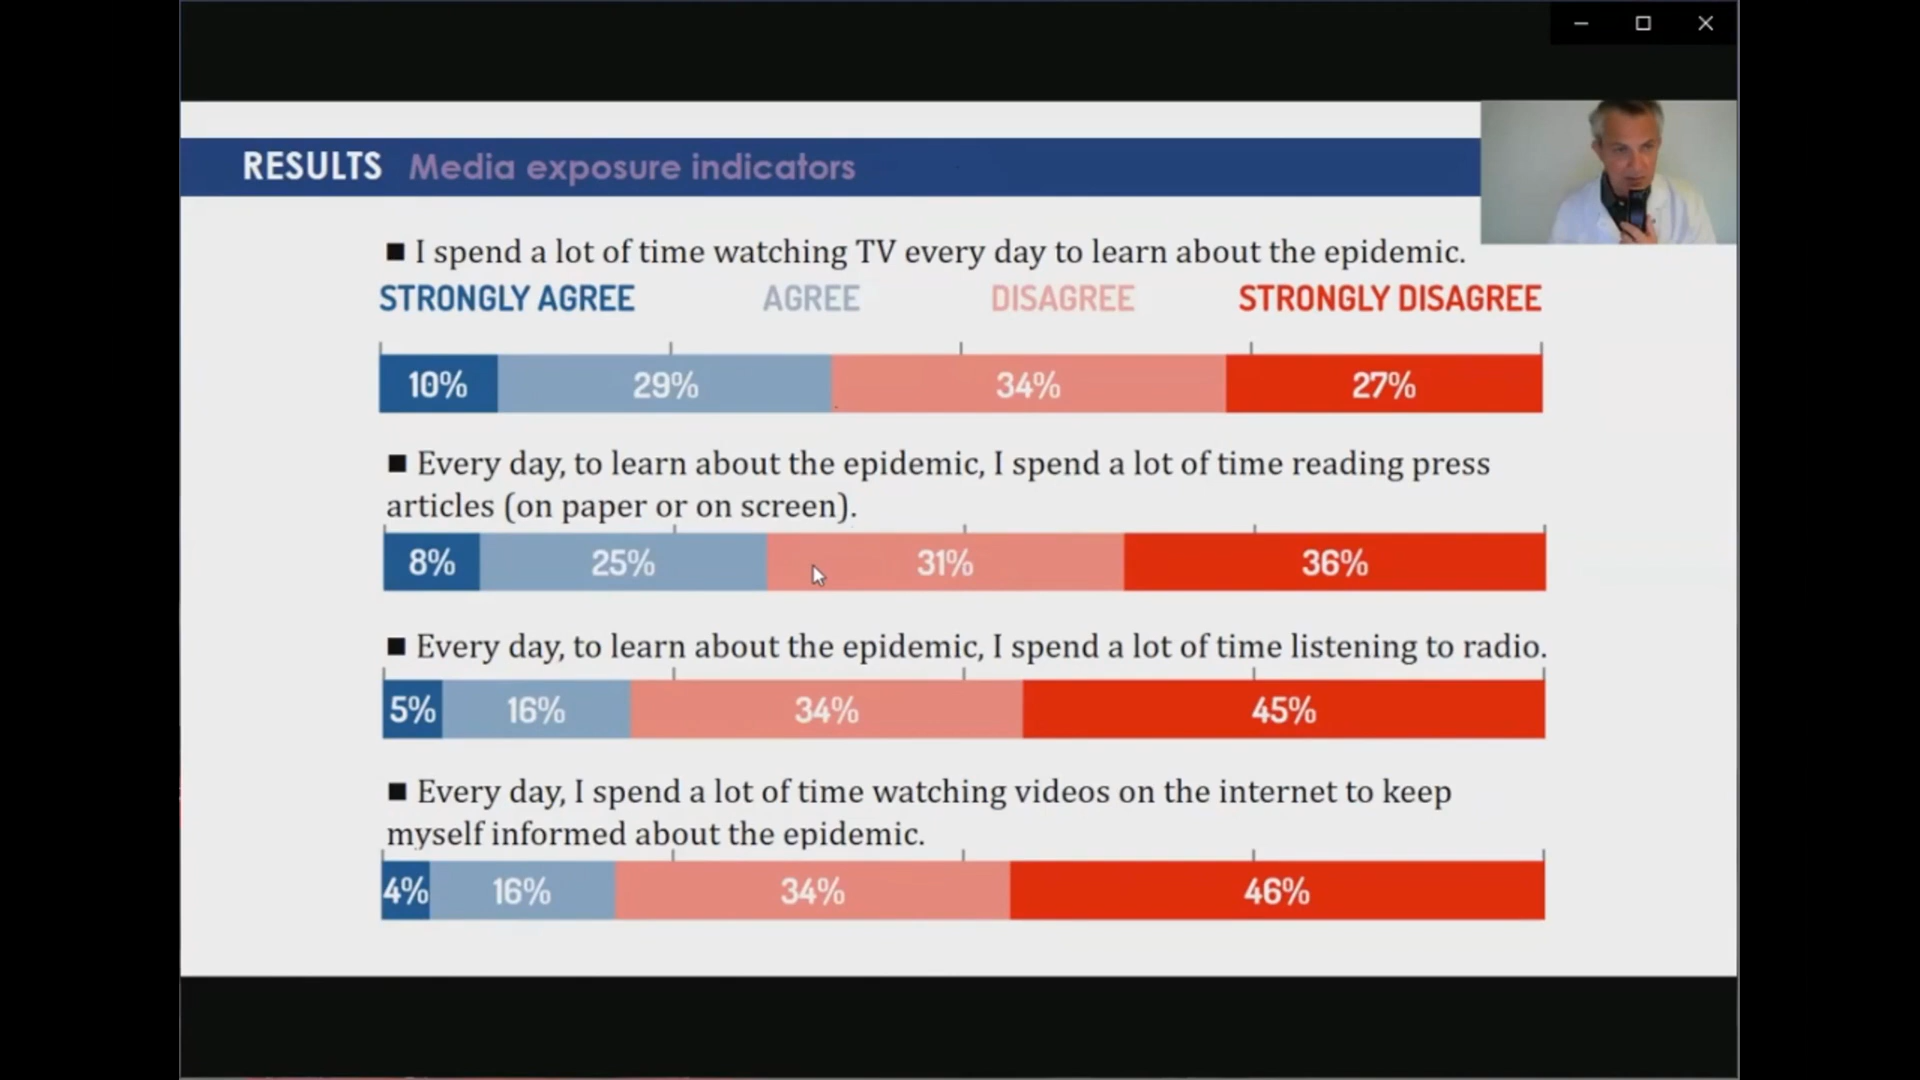 RESULTS Media exposure indicators
■ I spend a lot of time watching TV every day to learn about the epidemic.
STRONGLY AGREE AGREE DISAGREE STRONGLY DISAGREE
10% 29% 34% 27%
■ Every day, to learn about the epidemic, I spend a lot of time reading press
articles (on paper or on screen).
8% 25% 31% 36%
■ Every day, to learn about the epidemic, I spend a lot of time listening to radio.
5% 16% 34% 45%
■ Every day, I spend a lot of time watching videos on the internet to keep
myself informed about the epidemic.
4% 16% 34% 46%